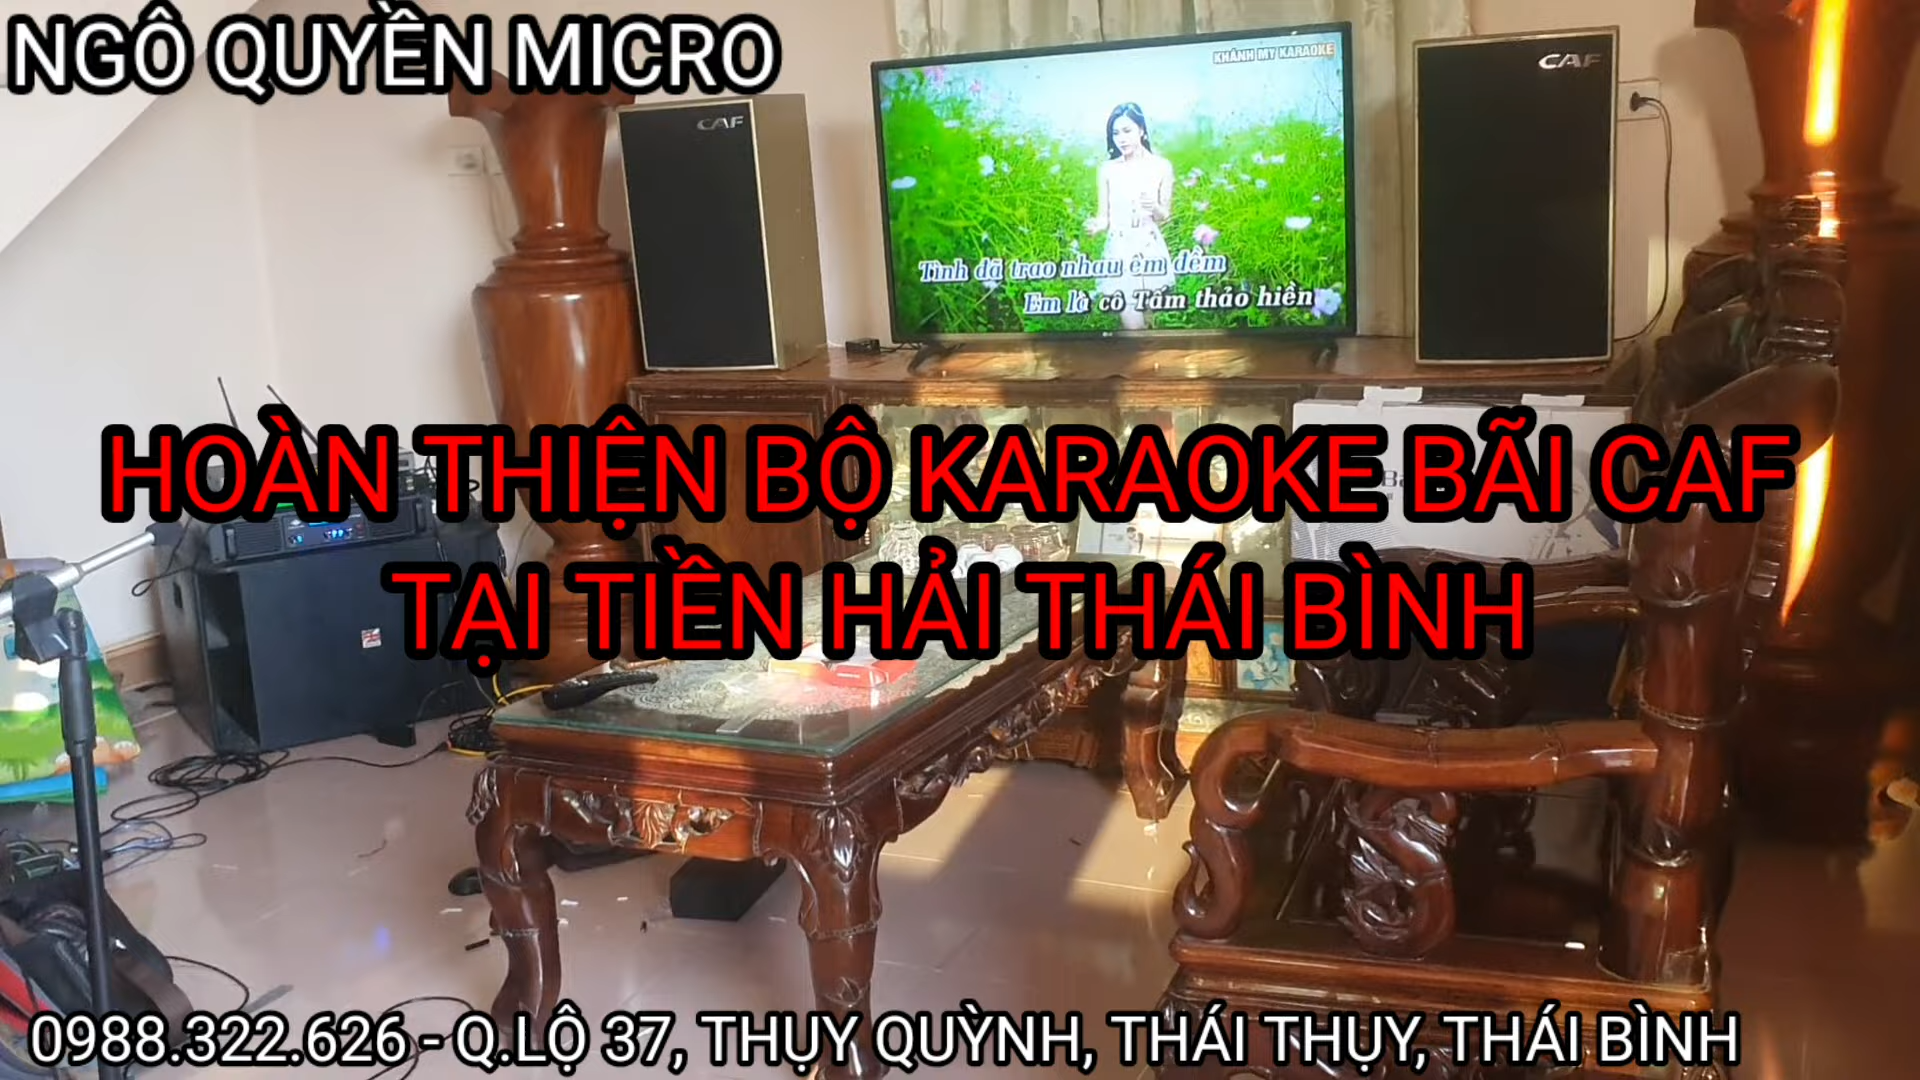 NGÔ QUYỀN MICRO
CAF
KHÁNH MY KARAOKE
CAF
Tình đã trao nhau êm đềm
Em là cô Tấm thảo hiền
HOÀN THIỆN BỘ KARAOKE BÃI CAF
TẠI TIỀN HẢI THÁI BÌNH
0988.322.626 - Q.LỘ 37, THỤY QUỲNH, THÁI THỤY, THÁI BÌNH